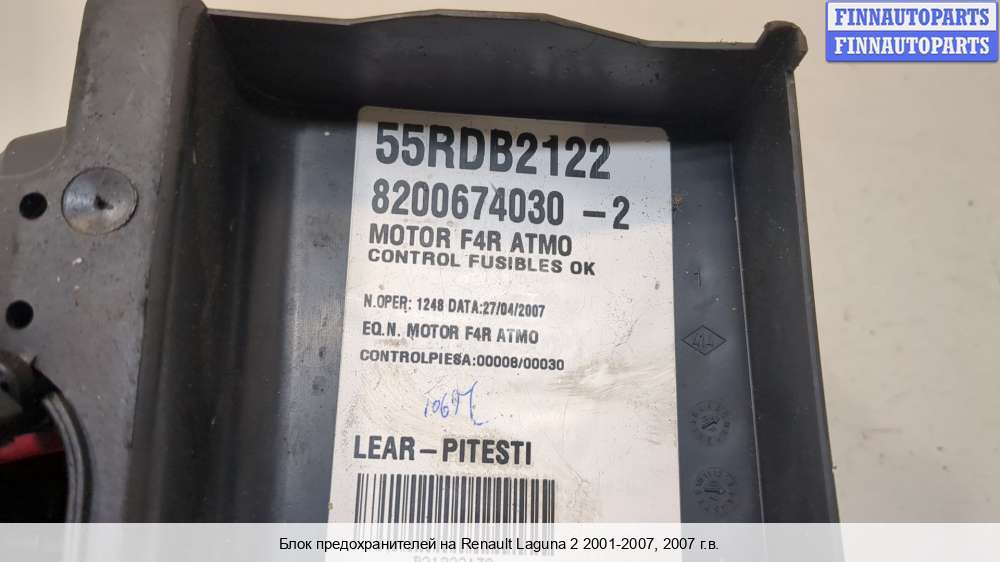 FINNAUTOPARTS
FINNAUTOPARTS
55RDB2122
8200674030 -2
MOTOR F4R ATMO
CONTROL FUSIBLES OK
N.OPER: 1248 DATA:27/04/2007
EQ.N. MOTOR F4R ATMO
CONTROLPIESA:00008/00030
LEAR-PITESTI
Блок предохранителей на Renault Laguna 2 2001-2007, 2007 г.в.